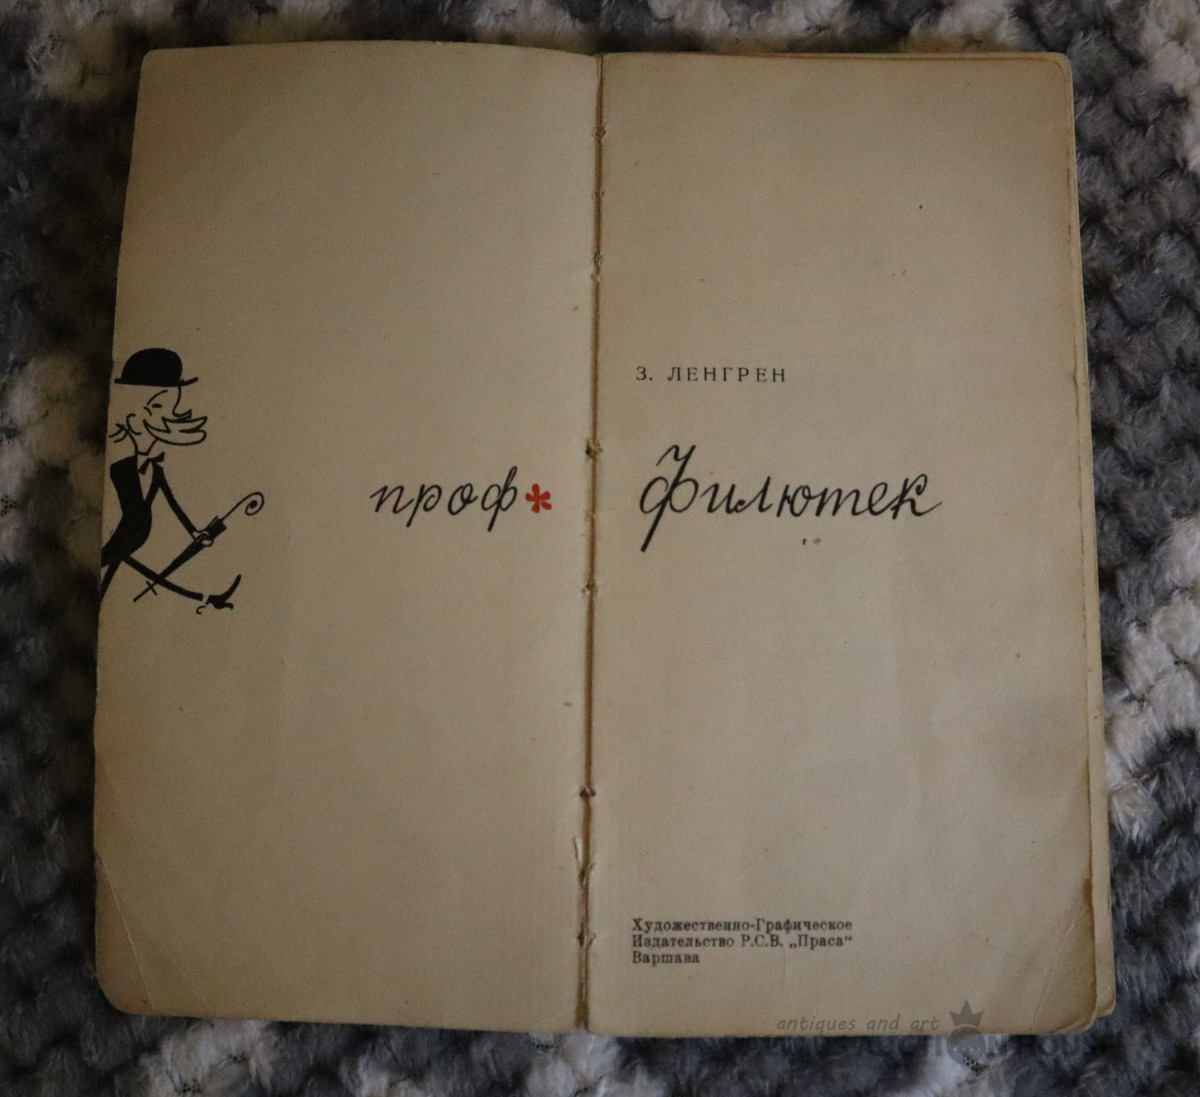 З. ЛЕНГРЕН
проф* Филютек
Художественно-Графическое
Издательство Р.С.В. „Праса“
Варшава
antiques and art